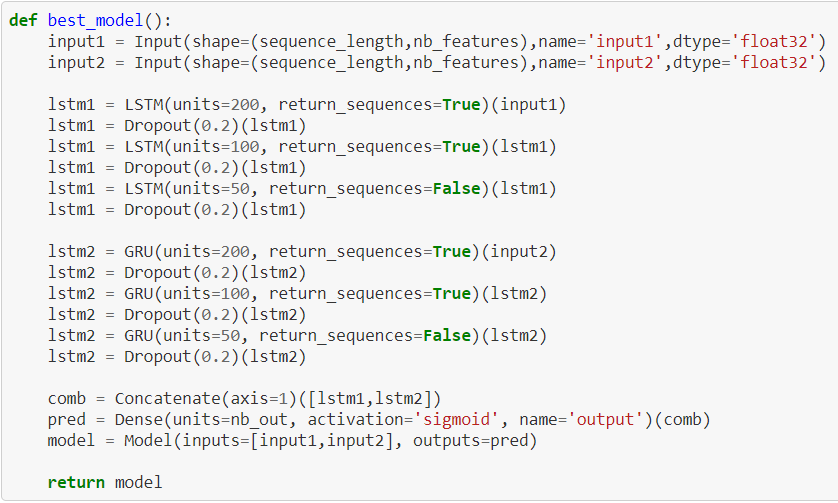 def best_model():
    input1 = Input(shape=(sequence_length,nb_features),name='input1',dtype='float32')
    input2 = Input(shape=(sequence_length,nb_features),name='input2',dtype='float32')

    lstm1 = LSTM(units=200, return_sequences=True)(input1)
    lstm1 = Dropout(0.2)(lstm1)
    lstm1 = LSTM(units=100, return_sequences=True)(lstm1)
    lstm1 = Dropout(0.2)(lstm1)
    lstm1 = LSTM(units=50, return_sequences=False)(lstm1)
    lstm1 = Dropout(0.2)(lstm1)

    lstm2 = GRU(units=200, return_sequences=True)(input2)
    lstm2 = Dropout(0.2)(lstm2)
    lstm2 = GRU(units=100, return_sequences=True)(lstm2)
    lstm2 = Dropout(0.2)(lstm2)
    lstm2 = GRU(units=50, return_sequences=False)(lstm2)
    lstm2 = Dropout(0.2)(lstm2)

    comb = Concatenate(axis=1)([lstm1,lstm2])
    pred = Dense(units=nb_out, activation='sigmoid', name='output')(comb)
    model = Model(inputs=[input1,input2], outputs=pred)

    return model